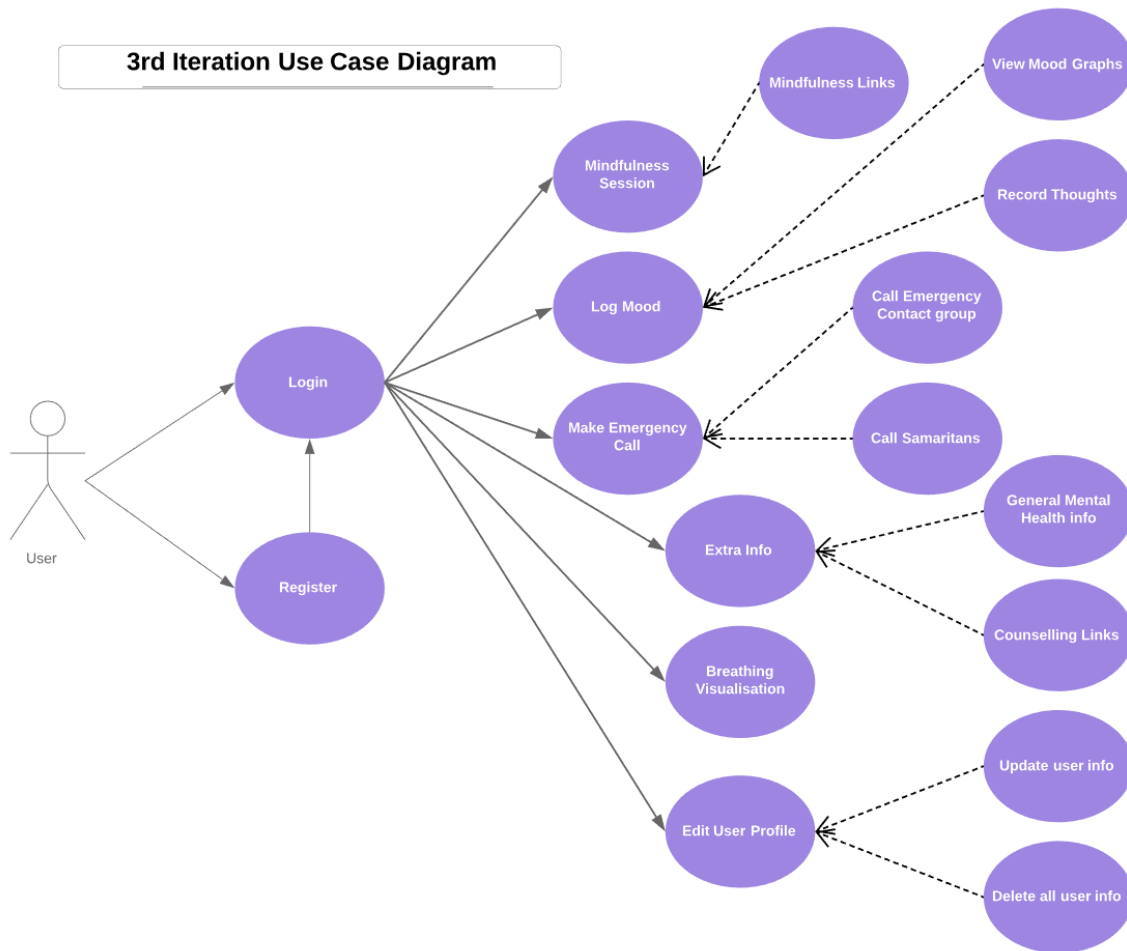 3rd Iteration Use Case Diagram
View Mood Graphs
Mindfulness Links
Mindfulness
Session
Record Thoughts
Call Emergency
Contact group
Log Mood
Login
Make Emergency
Call
Call Samaritans
General Mental
Health info
User
Extra Info
Register
Counselling Links
Breathing
Visualisation
Update user info
Edit User Profile
Delete all user info